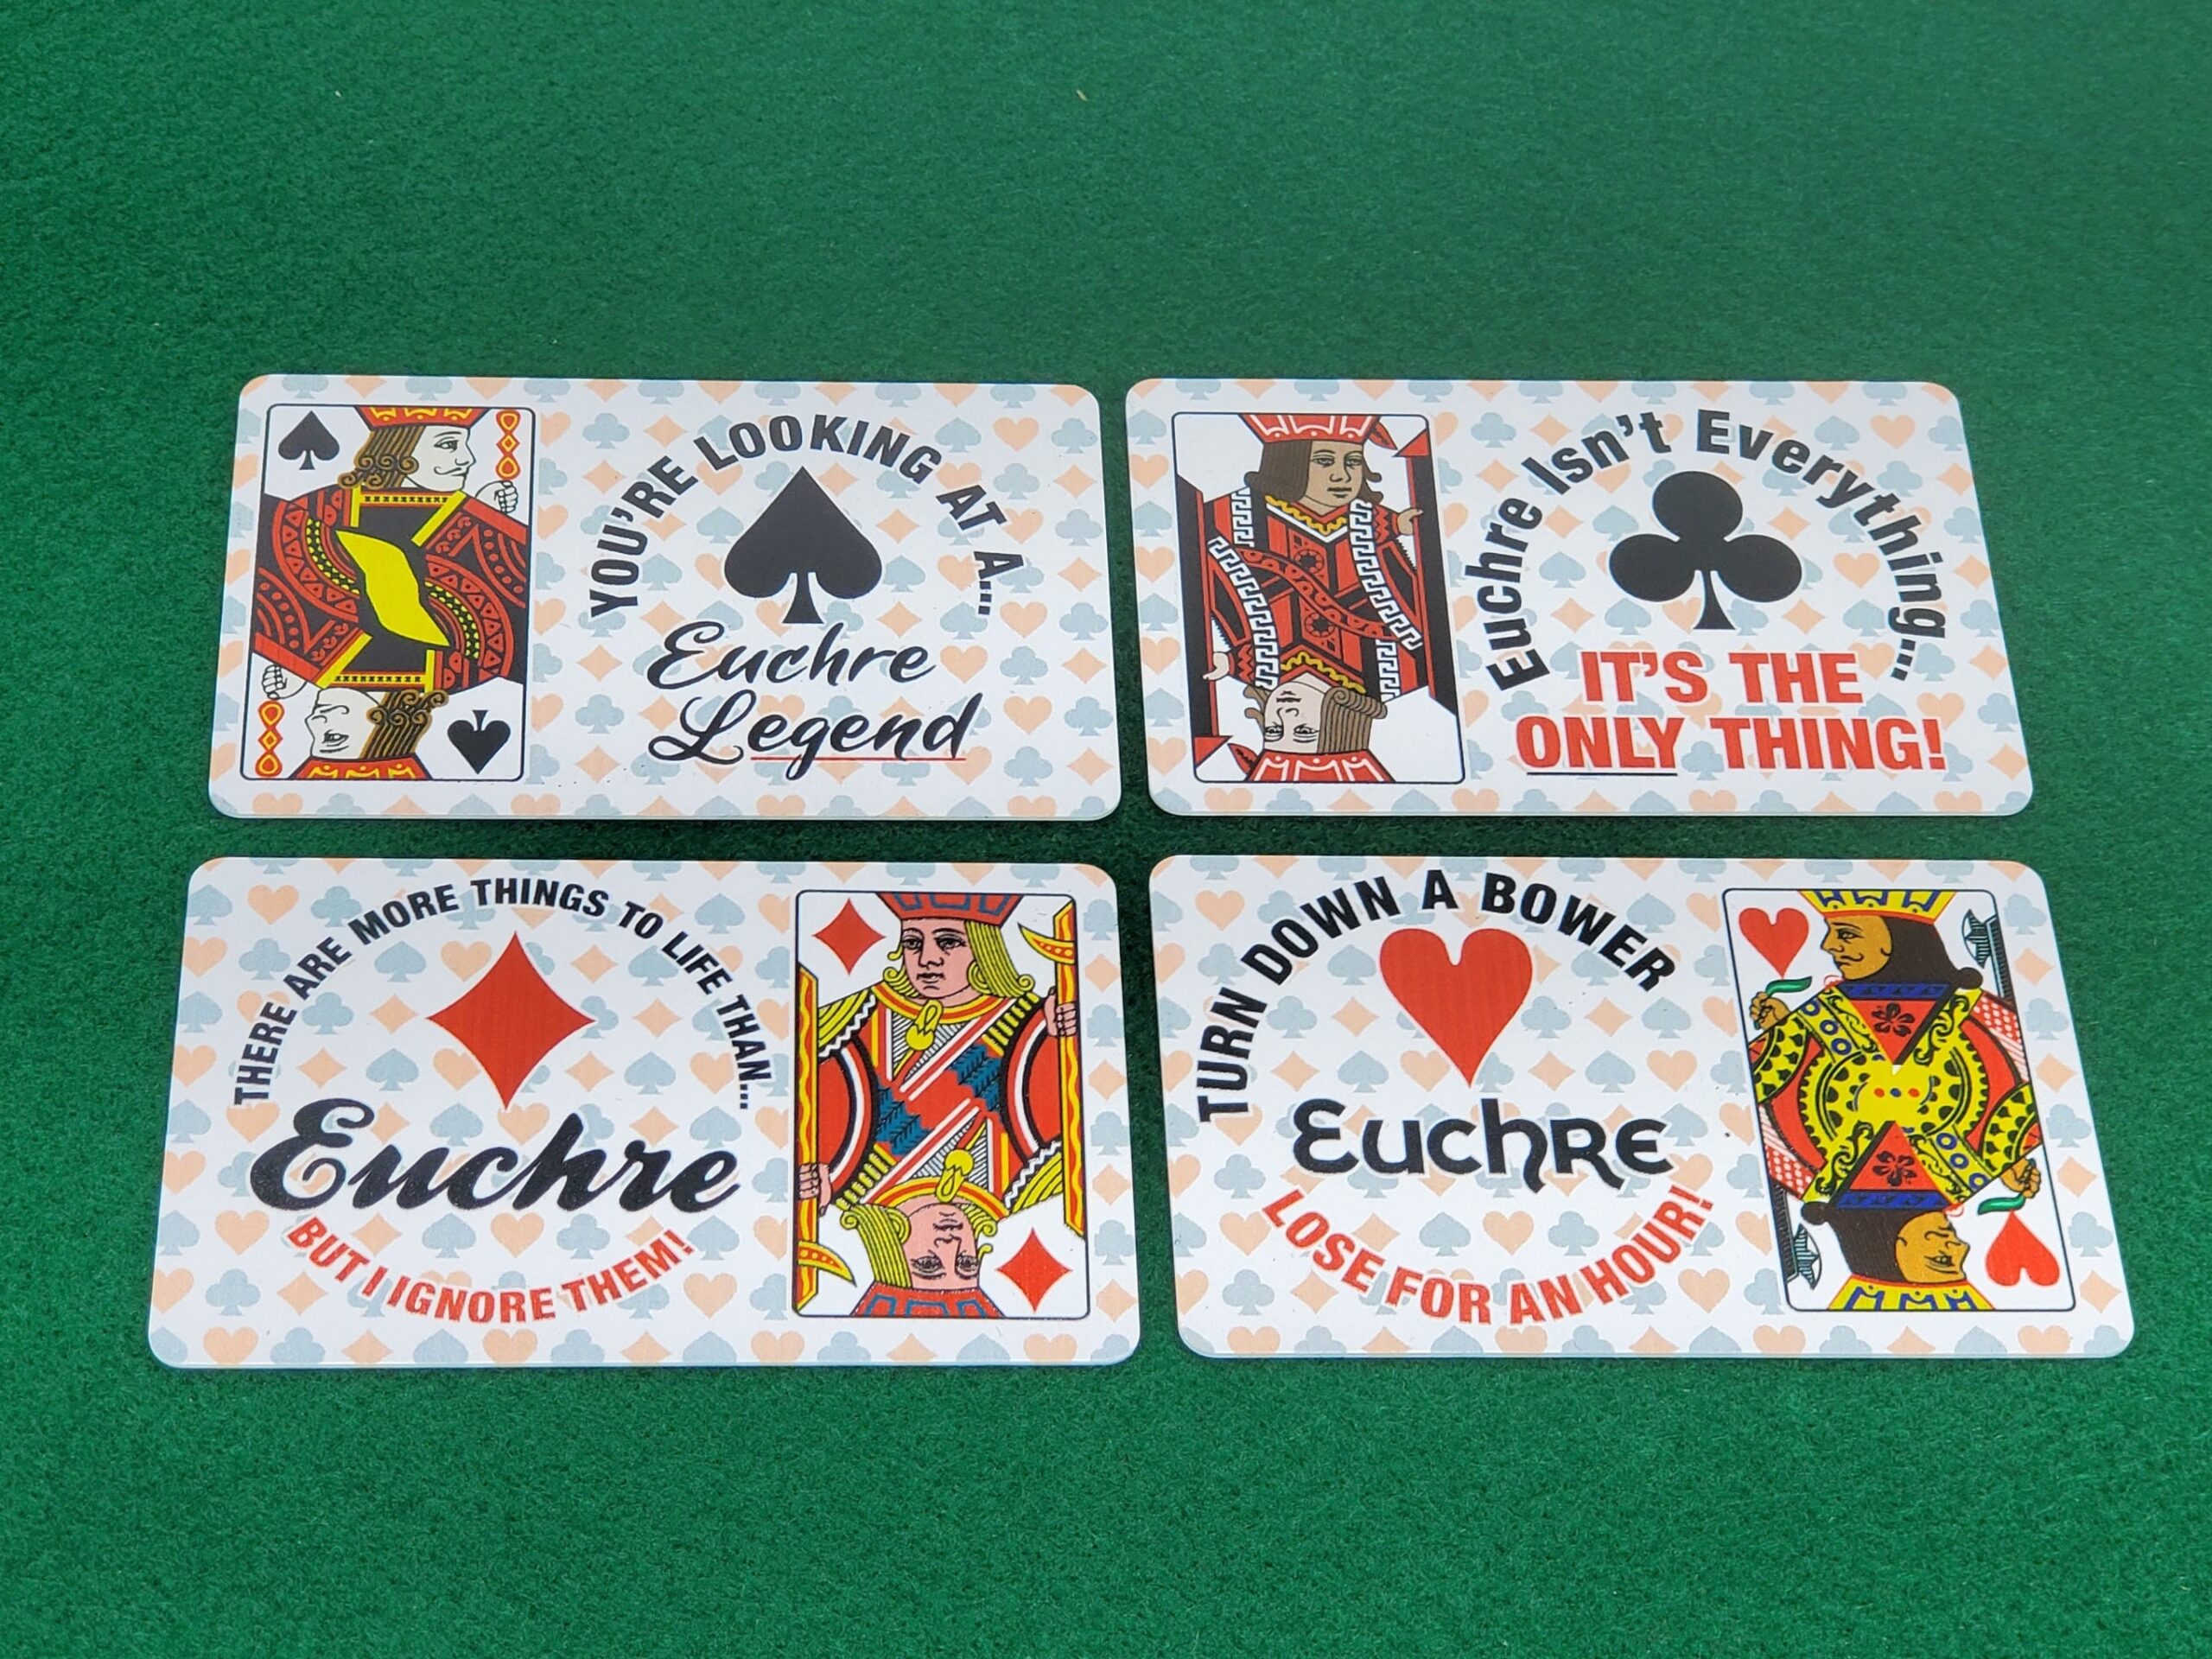 YOU'RE LOOKING AT A...
Euchre
Legend
Euchre Isn't Everything...
IT'S THE
ONLY THING!
THERE ARE MORE THINGS TO LIFE THAN...
Euchre
BUT I IGNORE THEM!
TURN DOWN A BOWER
Euchre
LOSE FOR AN HOUR!